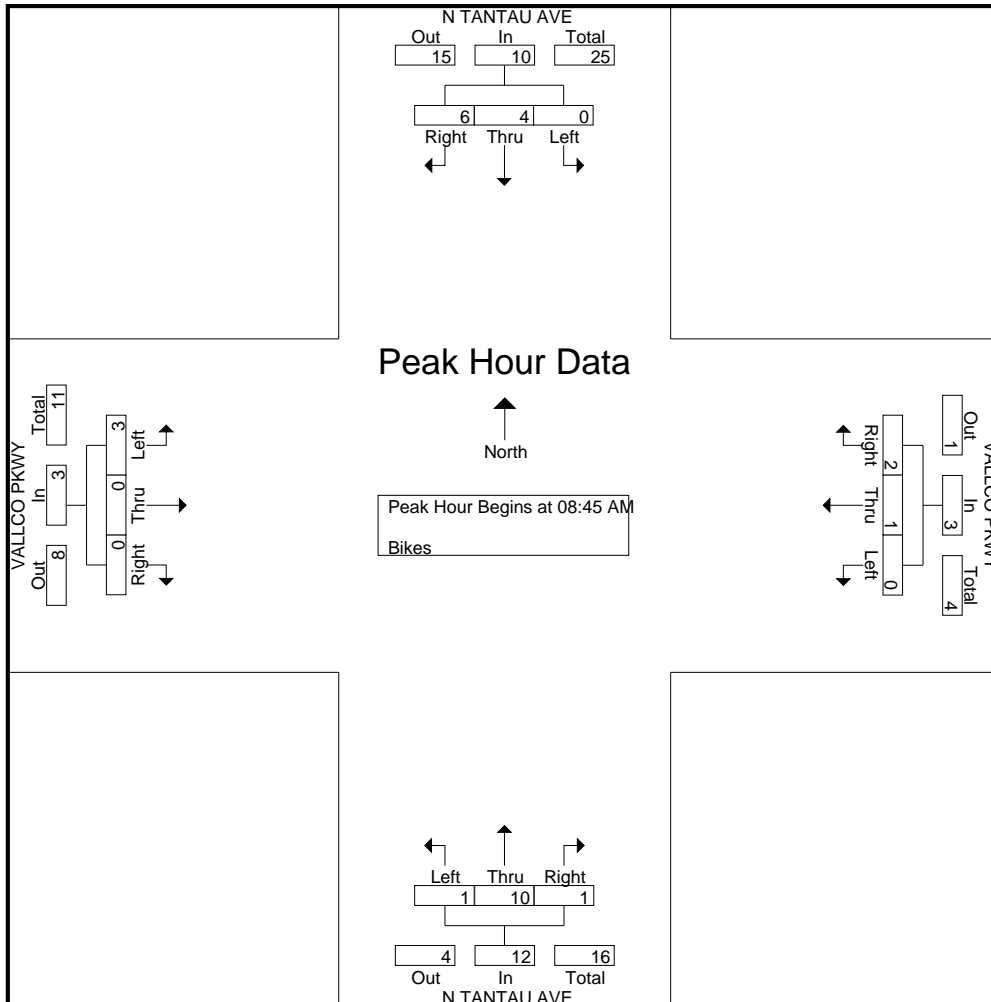 N TANTAU AVE
Out In Total
15 10 25
6 4 0
Right Thru Left
Peak Hour Data
North
Peak Hour Begins at 08:45 AM
Bikes
VALLCO PKWY
Total In Out
11 3 8
3 0 0
Left Thru Right
Right Thru Left
2 1 0
Out In Total
1 3 4
VALLCO PKWY
Left Thru Right
1 10 1
4 12 16
Out In Total
N TANTAU AVE